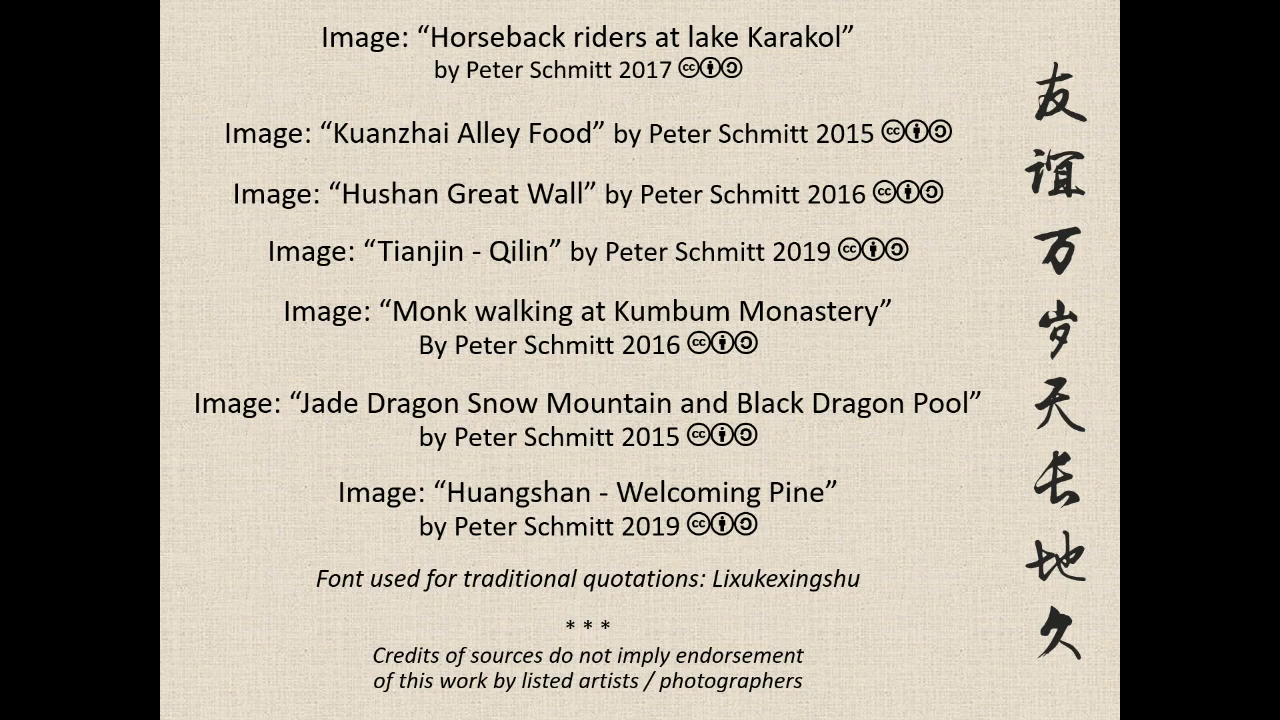 Image: “Horseback riders at lake Karakol”
by Peter Schmitt 2017
Image: “Kuanzhai Alley Food” by Peter Schmitt 2015
Image: “Hushan Great Wall” by Peter Schmitt 2016
Image: “Tianjin - Qilin” by Peter Schmitt 2019
Image: “Monk walking at Kumbum Monastery”
By Peter Schmitt 2016
Image: “Jade Dragon Snow Mountain and Black Dragon Pool”
by Peter Schmitt 2015
Image: “Huangshan - Welcoming Pine”
by Peter Schmitt 2019
Font used for traditional quotations: Lixukexingshu
* * *
Credits of sources do not imply endorsement
of this work by listed artists / photographers
友谊万岁天长地久